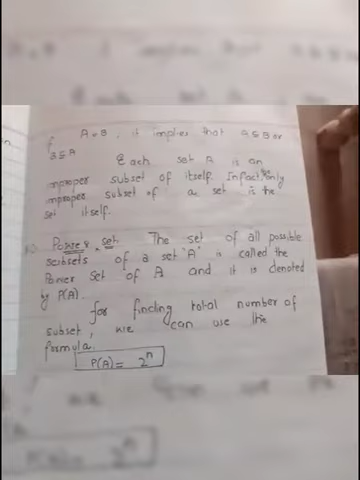 If A=B, it implies that A⊆B or
B⊆A
Each set A is an
improper subset of itself. Infact, only
improper subset of a set is the
set itself.
Power set The set of all possible
subsets of a set 'A' is called the
Power Set of A and it is denoted
by P(A).
for finding total number of
subset, we can use the
formula.
P(A) = 2ⁿ